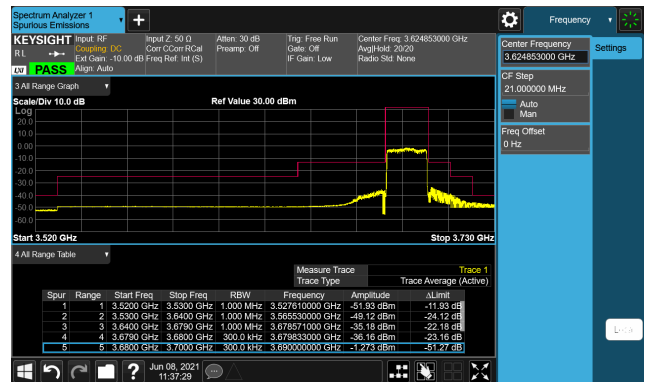 Spectrum Analyzer 1
Spurious Emissions
Frequency
KEYSIGHT
RL
LXI PASS
Input: RF
Coupling: DC
Ext Gain: -10.00 dB
Align: Auto
Input Z: 50 Ω
Corr CCorr RCal
Freq Ref: Int (S)
Atten: 30 dB
Preamp: Off
Trig: Free Run
Gate: Off
IF Gain: Low
Center Freq: 3.624853000 GHz
Avg|Hold: 20/20
Radio Std: None
Center Frequency
3.624853000 GHz
Settings
CF Step
21.000000 MHz
Auto
Man
Freq Offset
0 Hz
3 All Range Graph
Scale/Div 10.0 dB
Ref Value 30.00 dBm
Log
20.0
10.0
0.00
-10.0
-20.0
-30.0
-40.0
-50.0
-60.0
Start 3.520 GHz
Stop 3.730 GHz
4 All Range Table
Measure Trace Trace 1
Trace Type Trace Average (Active)
Spur Range Start Freq Stop Freq RBW Frequency Amplitude ΔLimit
1 1 3.5200 GHz 3.5300 GHz 1.000 MHz 3.527610000 GHz -51.93 dBm -11.93 dB
2 2 3.5300 GHz 3.6400 GHz 1.000 MHz 3.565530000 GHz -49.12 dBm -24.12 dB
3 3 3.6400 GHz 3.6790 GHz 1.000 MHz 3.678571000 GHz -35.18 dBm -22.18 dB
4 4 3.6790 GHz 3.6800 GHz 300.0 kHz 3.679833000 GHz -36.16 dBm -23.16 dB
5 5 3.6800 GHz 3.7000 GHz 300.0 kHz 3.690000000 GHz -1.273 dBm -51.27 dB
Jun 08, 2021
11:37:29